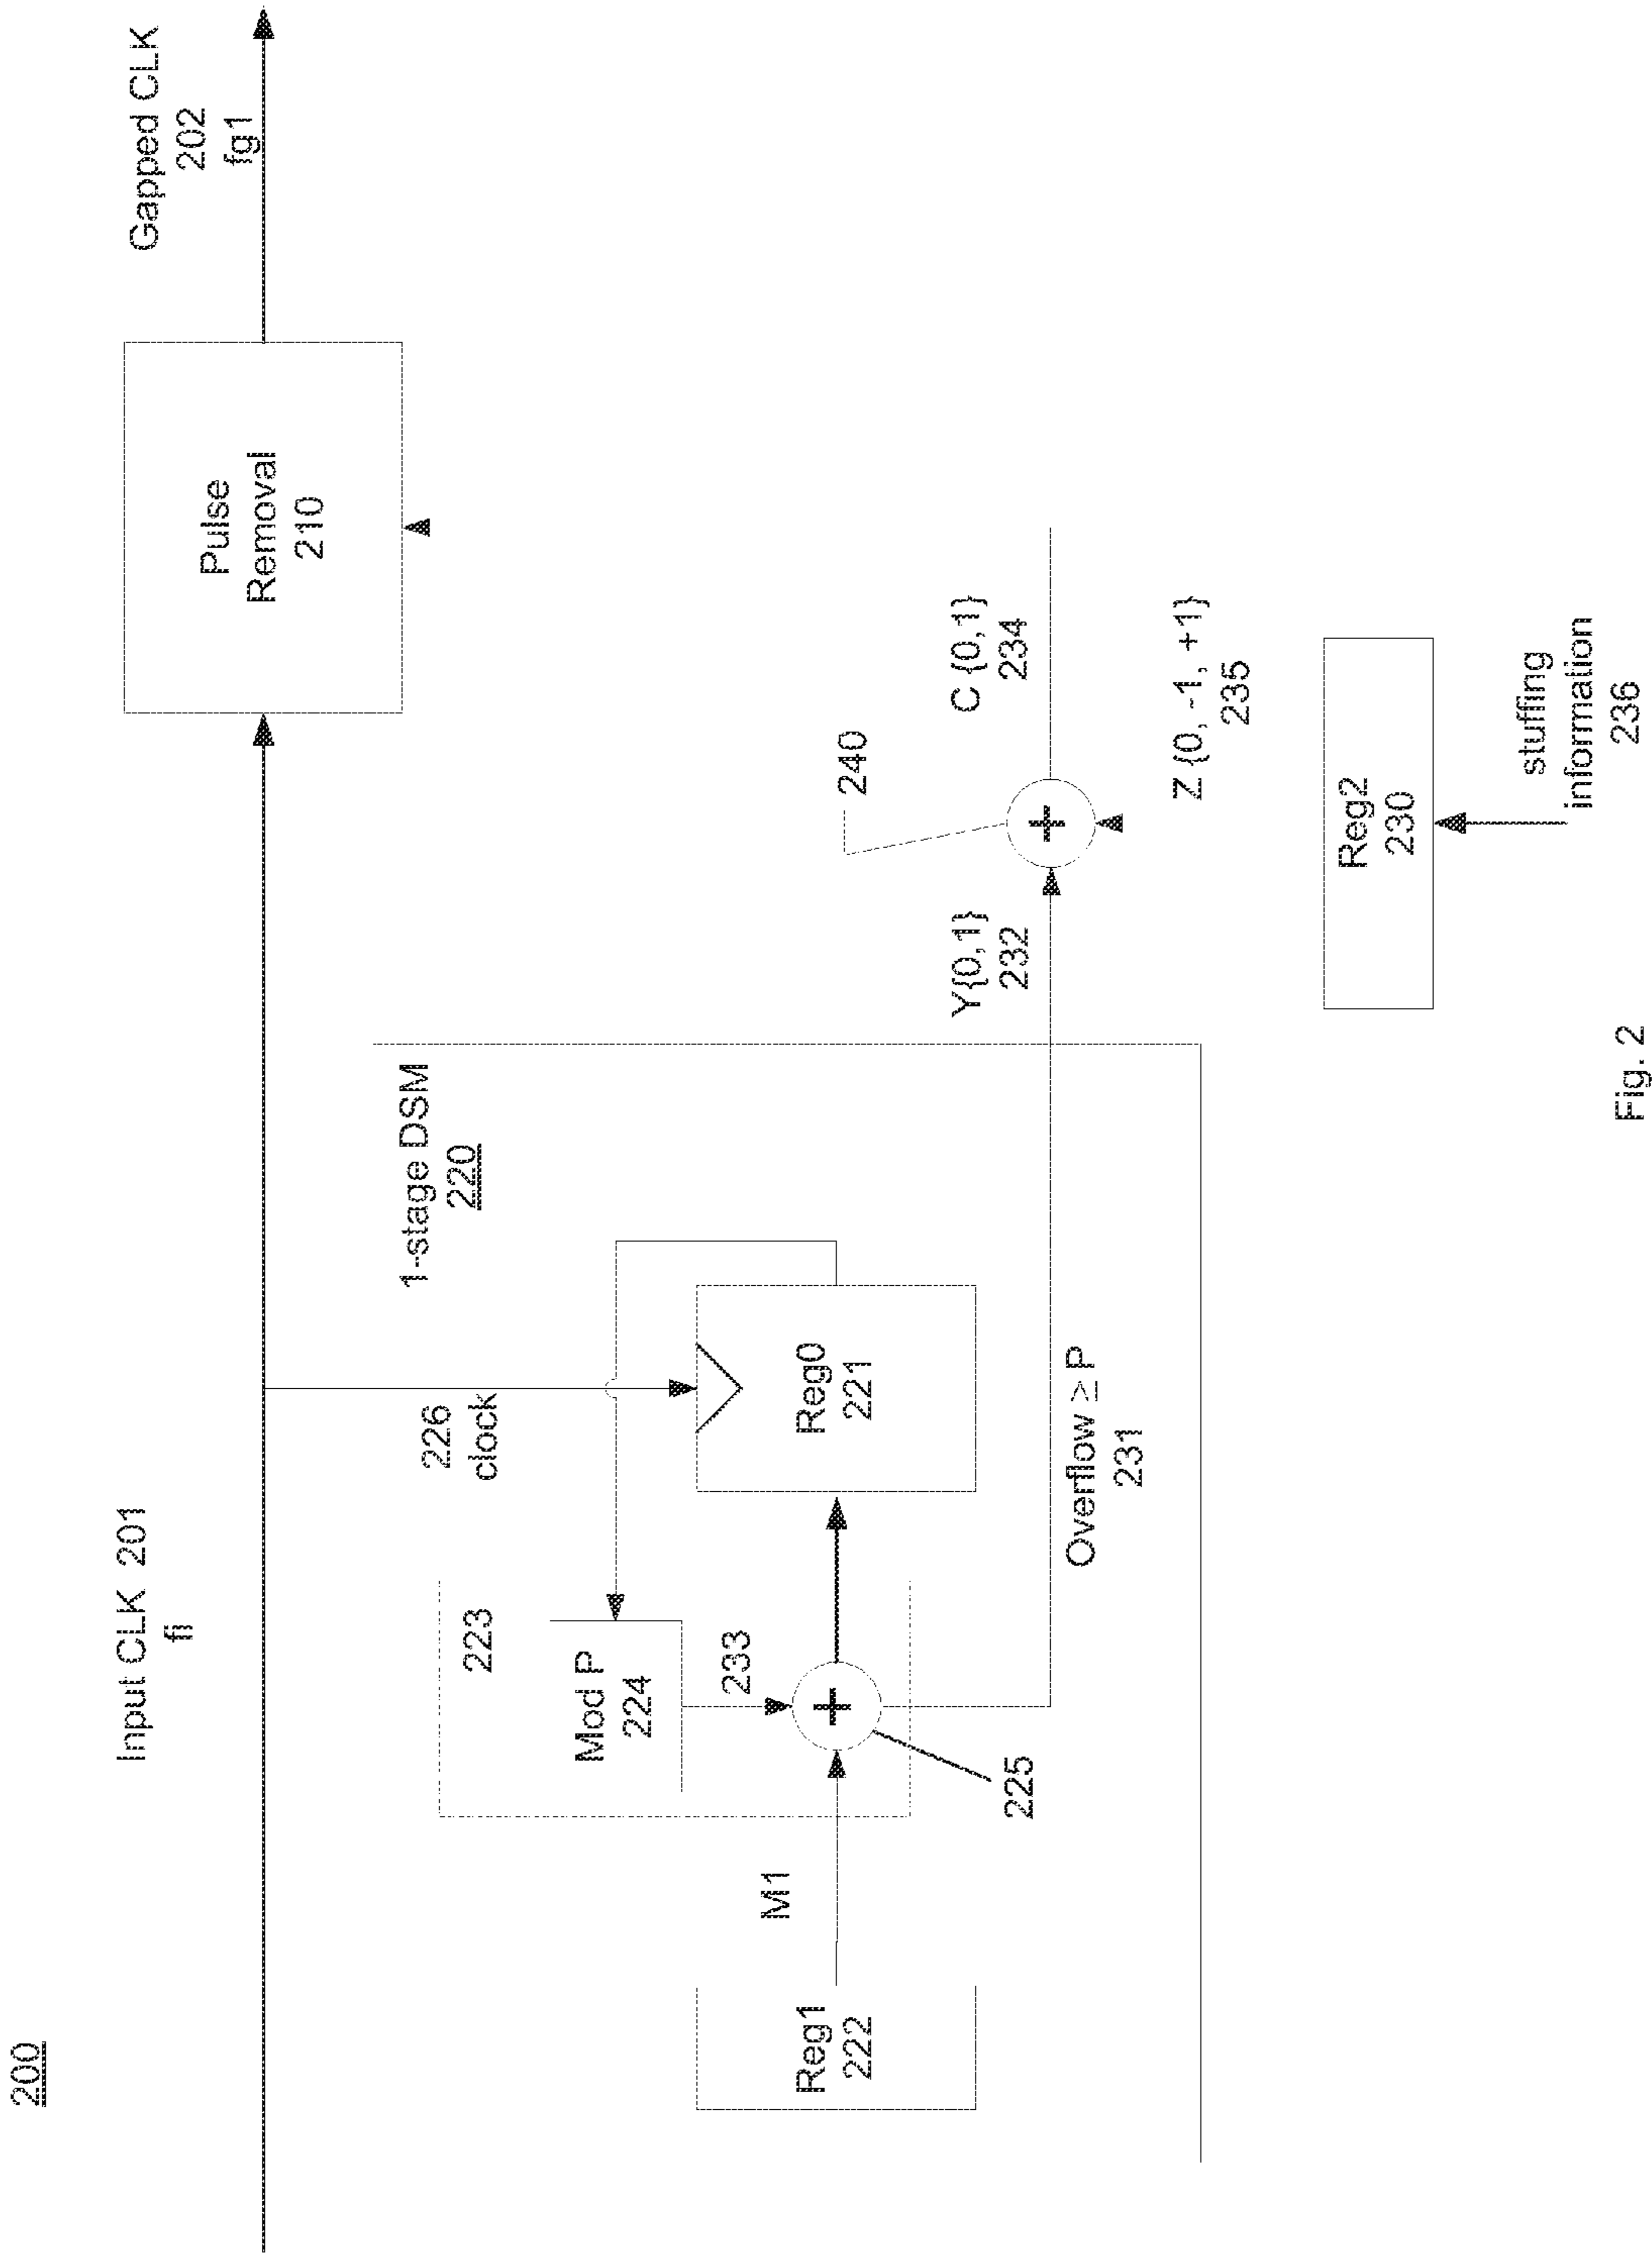 200
Input CLK 201
fi
Gapped CLK
202
fg1
Pulse
Removal
210
1-stage DSM
220
226
clock
223
Mod P
224
233
Reg0
221
Reg1
222
M1
225
Overflow ≥ P
231
Y{0,1}
232
240
C {0,1}
234
Z {0, -1, +1}
235
Reg2
230
stuffing
information
236
Fig. 2